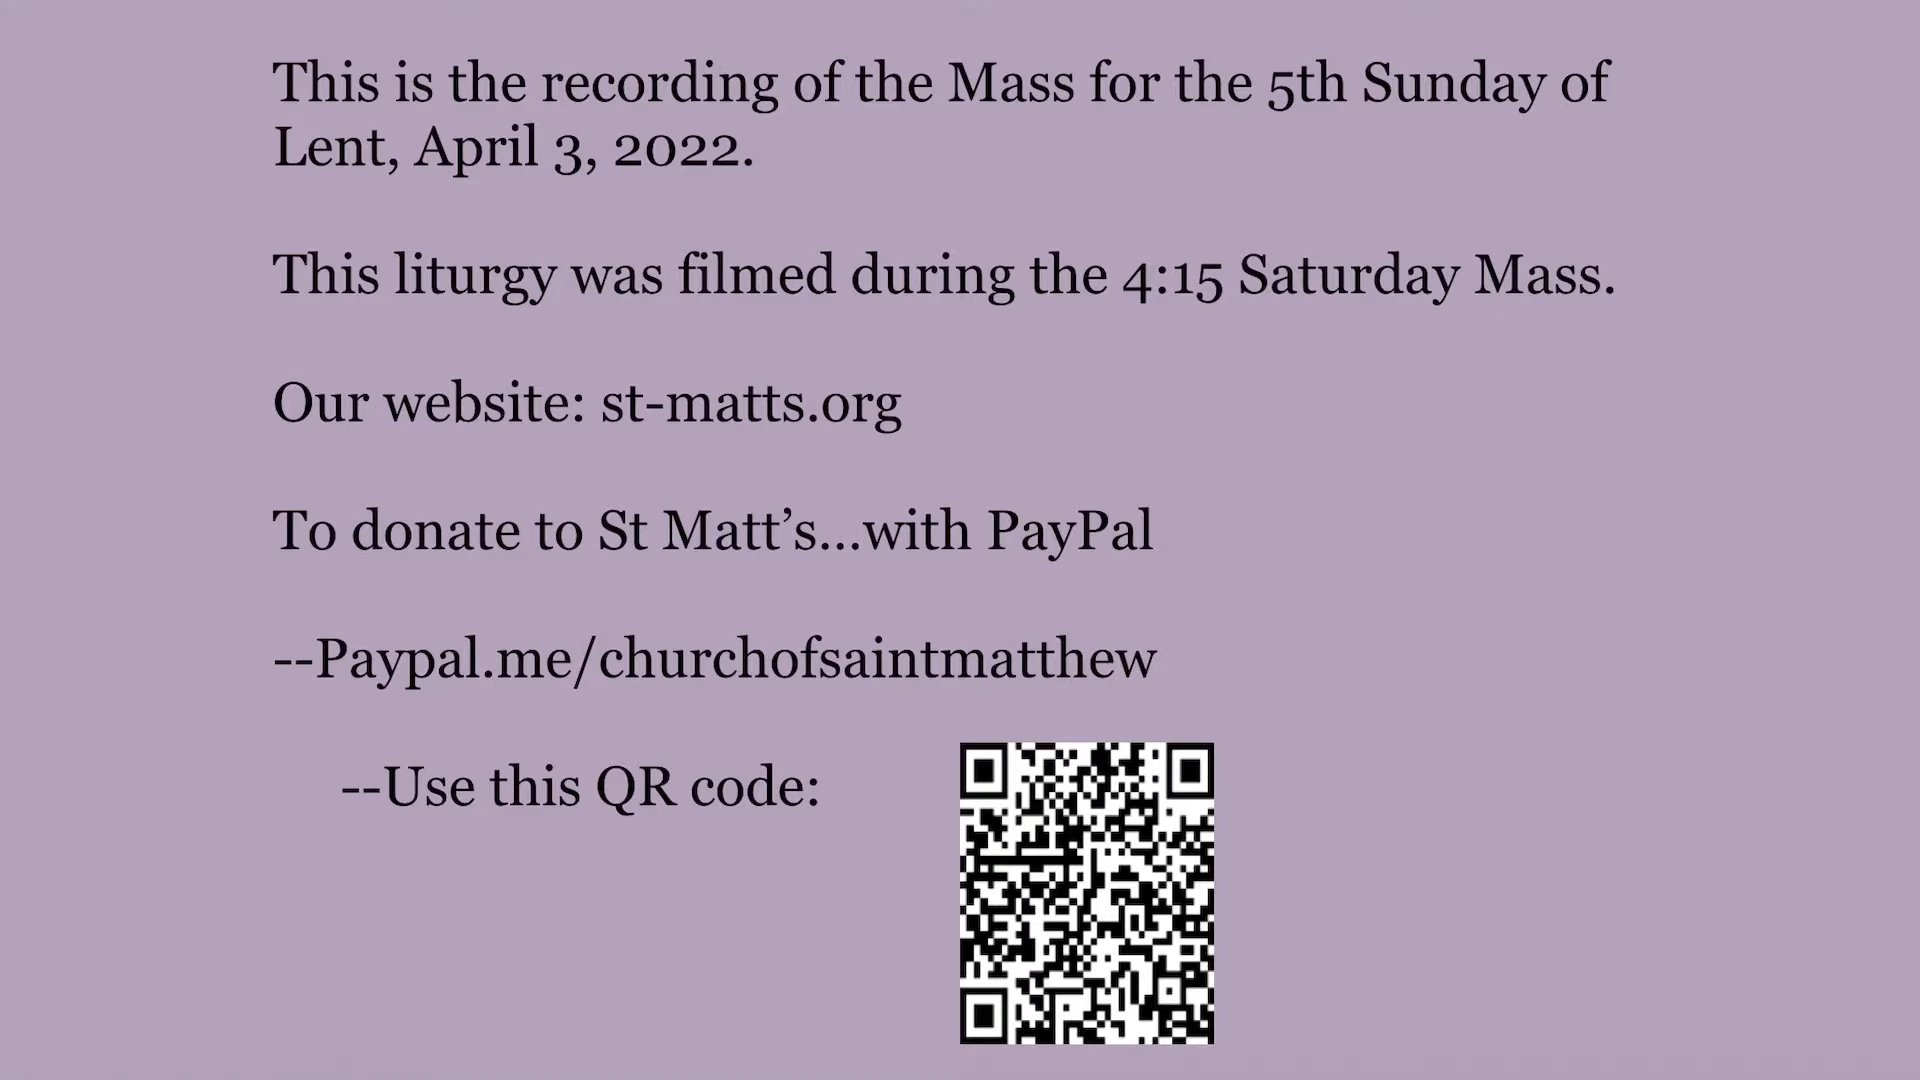 This is the recording of the Mass for the 5th Sunday of
Lent, April 3, 2022.
This liturgy was filmed during the 4:15 Saturday Mass.
Our website: st-matts.org
To donate to St Matt’s...with PayPal
--Paypal.me/churchofsaintmatthew
--Use this QR code: